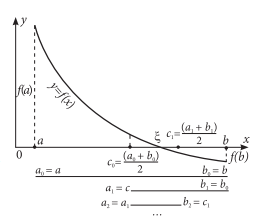 y
f(a)
y=f(x)
ξ c₁=(a₁ + b₁)/2 b x
0 a
c₀=(a₀ + b₀)/2 f(b)
a₀ = a b₀ = b
a₁ = c b₁ = b₀
a₂ = a₁ b₂ = c₁
...